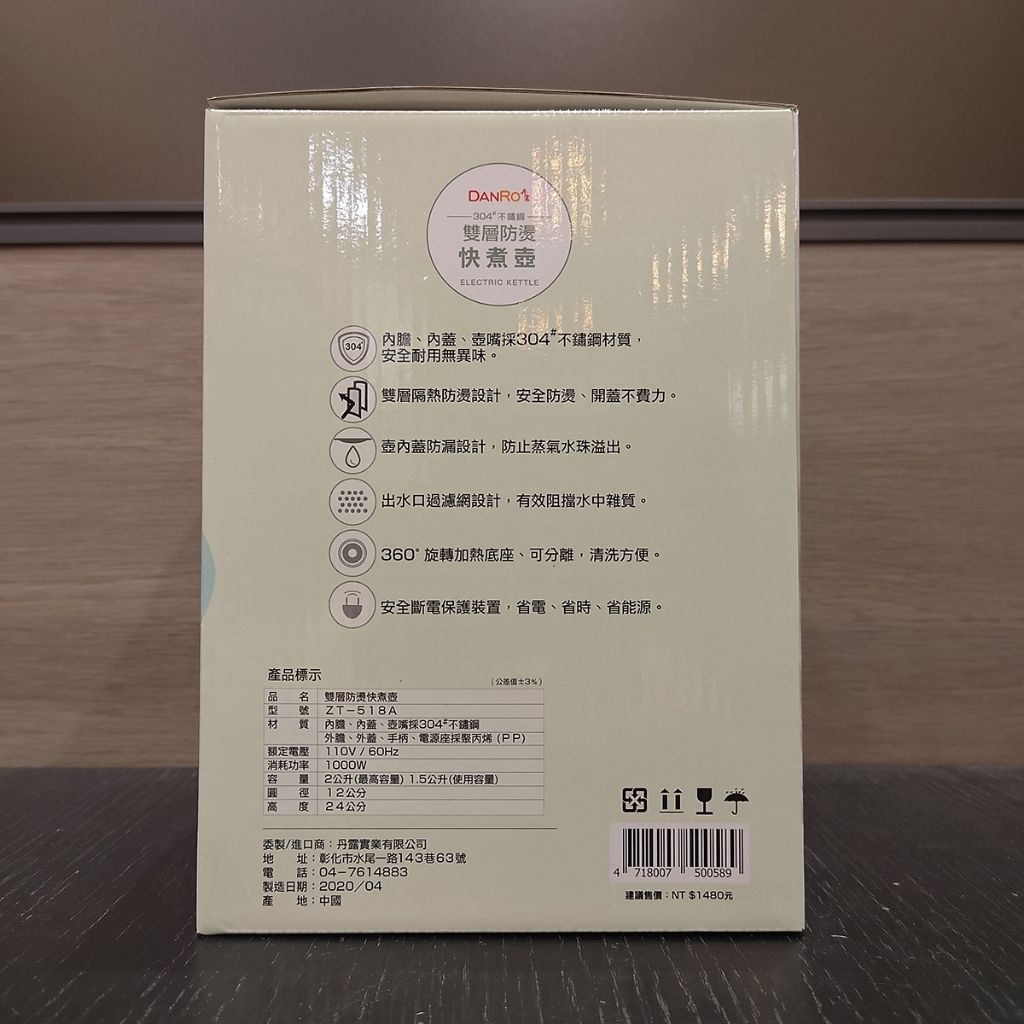 DANRO
304# 不鏽鋼
雙層防燙
快煮壺
ELECTRIC KETTLE
304#
內膽、內蓋、壺嘴採304#不鏽鋼材質，
安全耐用無異味。
雙層隔熱防燙設計，安全防燙、開蓋不費力。
壺內蓋防漏設計，防止蒸氣水珠溢出。
出水口過濾網設計，有效阻擋水中雜質。
360° 旋轉加熱底座、可分離，清洗方便。
安全斷電保護裝置，省電、省時、省能源。
產品標示
(公差值±3%)
品名 雙層防燙快煮壺
型號 ZT-518A
材質 內膽、內蓋、壺嘴採304#不鏽鋼
外膽、外蓋、手柄、電源座採聚丙烯 (PP)
額定電壓 110V / 60Hz
消耗功率 1000W
容量 2公升(最高容量) 1.5公升(使用容量)
圓徑 12公分
高度 24公分
委製/進口商：丹露實業有限公司
地址：彰化市水尾一路143巷63號
電話：04-7614883
製造日期：2020/04
產地：中國
4 718007 500589
建議售價：NT $1480元